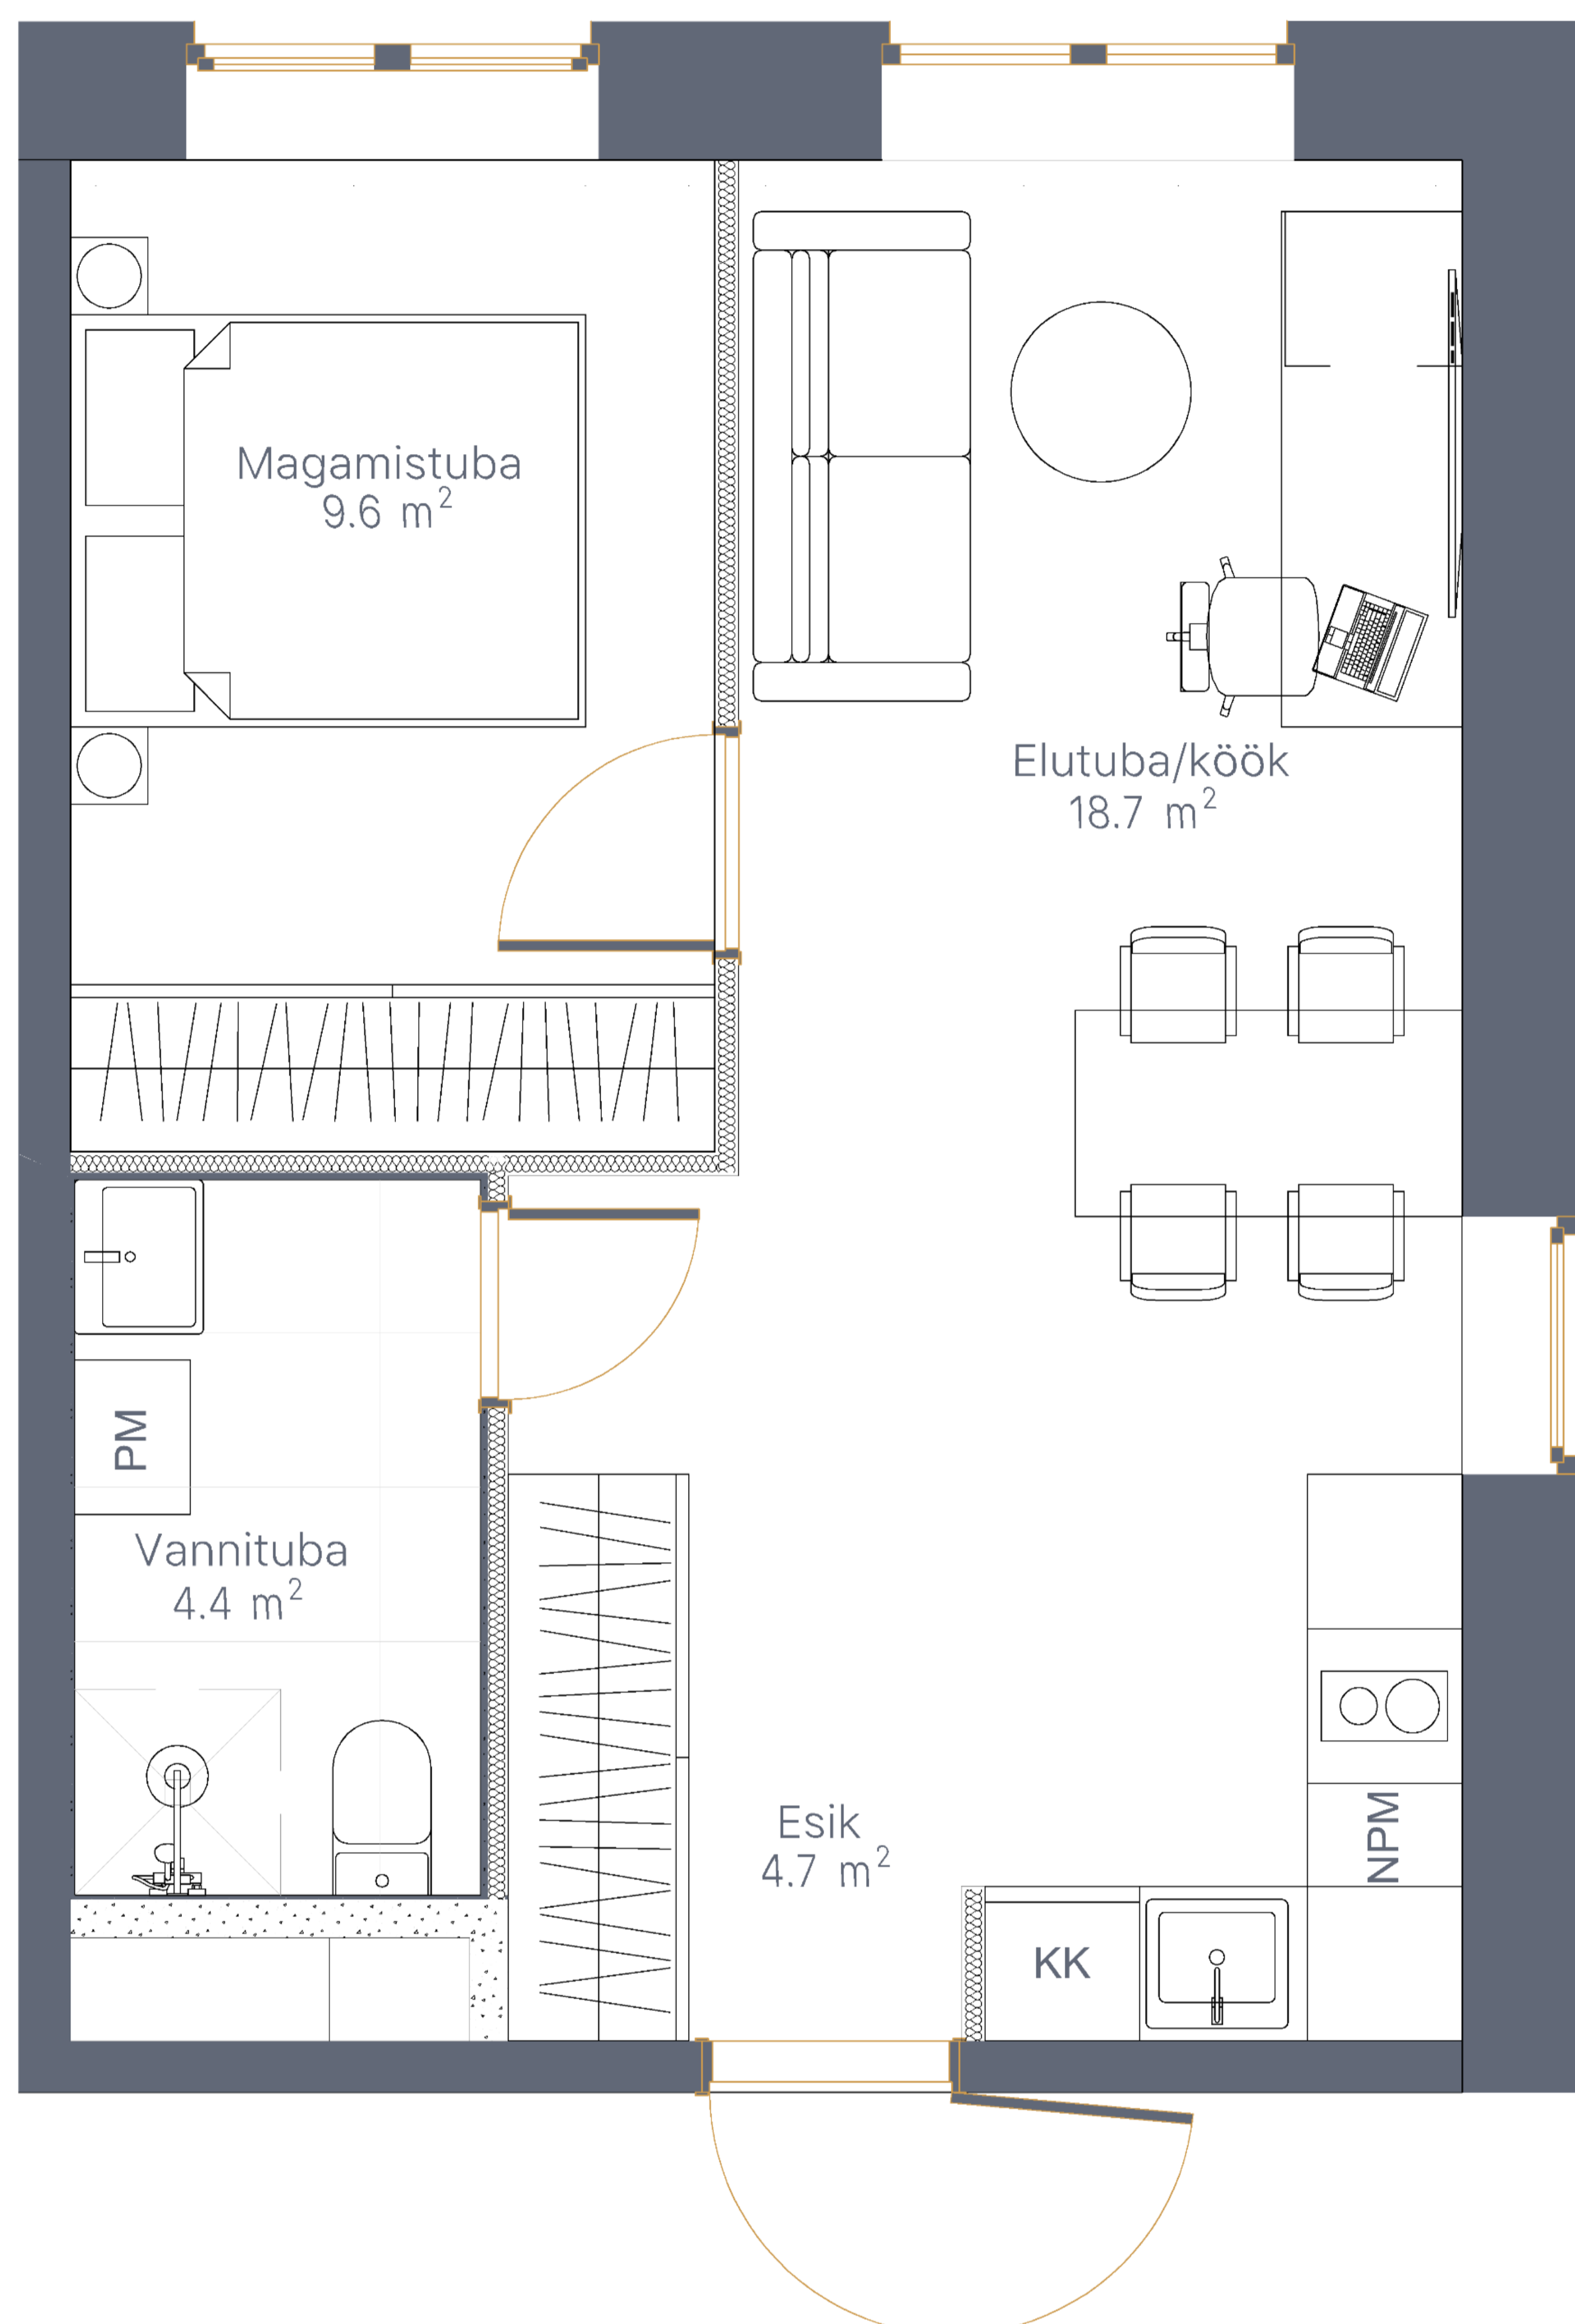 Magamistuba
9.6 m²
Elutuba/köök
18.7 m²
PM
Vannituba
4.4 m²
Esik
4.7 m²
NPM
KK